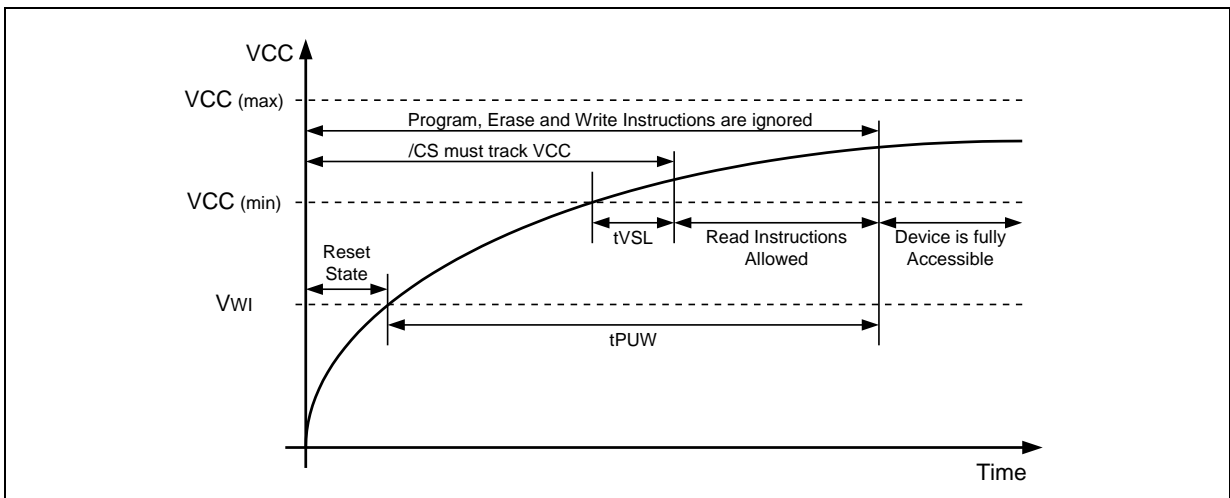 VCC
VCC (max)
Program, Erase and Write Instructions are ignored
/CS must track VCC
VCC (min)
tVSL
Read Instructions
Allowed
Device is fully
Accessible
Reset
State
VWI
tPUW
Time